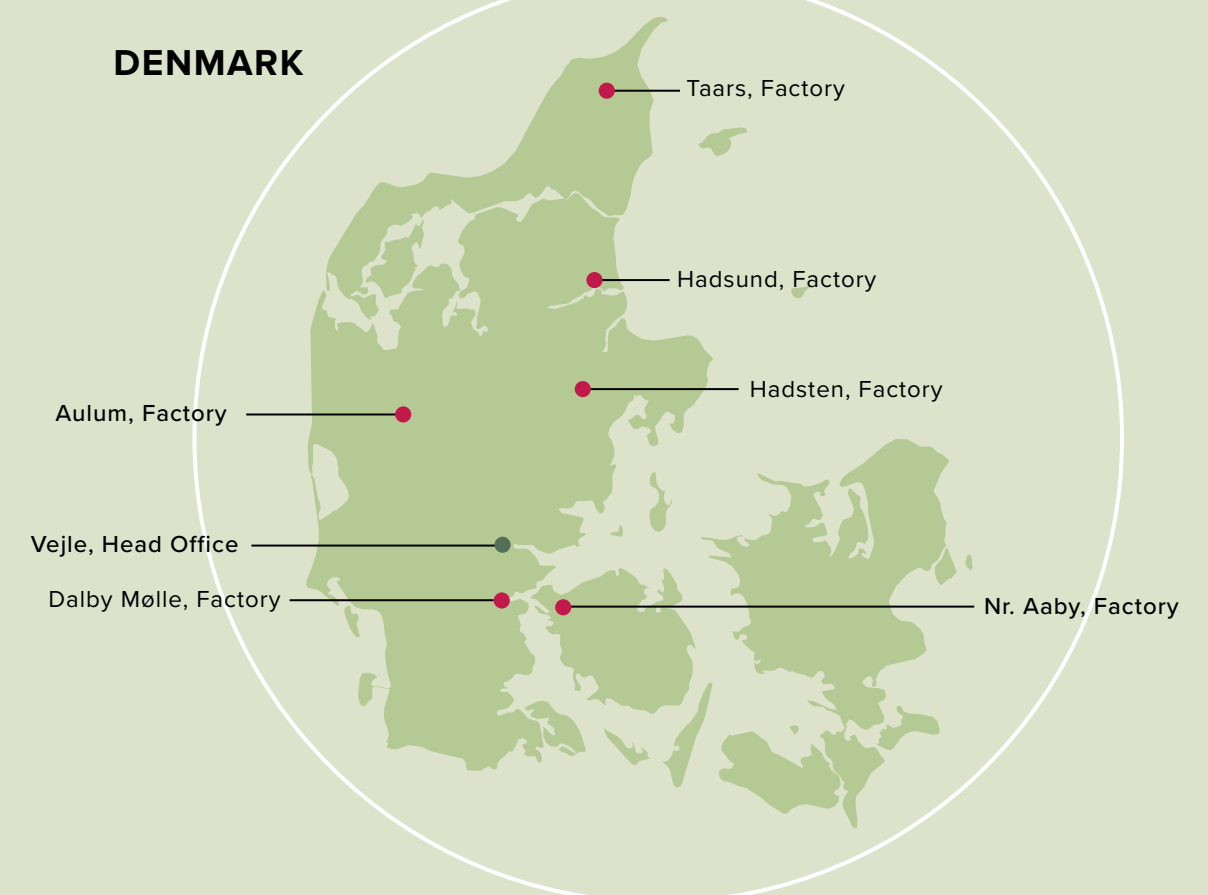 DENMARK
Taars, Factory
Hadsund, Factory
Hadsten, Factory
Aulum, Factory
Vejle, Head Office
Dalby Mølle, Factory
Nr. Aaby, Factory